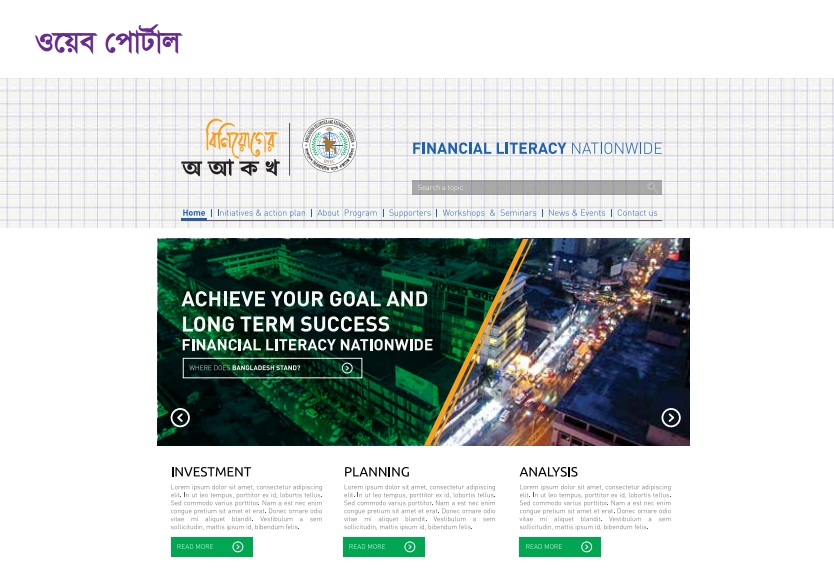 ওয়েব পোর্টাল
বিনিয়োগের
অ আ ক খ
FINANCIAL LITERACY NATIONWIDE
Search a topic
Home | Initiatives & action plan | About Program | Supporters | Workshops & Seminars | News & Events | Contact us
ACHIEVE YOUR GOAL AND
LONG TERM SUCCESS
FINANCIAL LITERACY NATIONWIDE
WHERE DOES BANGLADESH STAND?
INVESTMENT
Lorem ipsum dolor sit amet, consectetur adipiscing
elit. In ut leo tempus, porttitor ex id, lobortis tellus.
Sed commodo varius porttitor. Nam a est nec enim
congue pretium sit amet et erat. Donec ornare odio
vitae mi aliquet blandit. Vestibulum a sem
sollicitudin, mattis ipsum id, bibendum felis.
READ MORE
PLANNING
Lorem ipsum dolor sit amet, consectetur adipiscing
elit. In ut leo tempus, porttitor ex id, lobortis tellus.
Sed commodo varius porttitor. Nam a est nec enim
congue pretium sit amet et erat. Donec ornare odio
vitae mi aliquet blandit. Vestibulum a sem
sollicitudin, mattis ipsum id, bibendum felis.
READ MORE
ANALYSIS
Lorem ipsum dolor sit amet, consectetur adipiscing
elit. In ut leo tempus, porttitor ex id, lobortis tellus.
Sed commodo varius porttitor. Nam a est nec enim
congue pretium sit amet et erat. Donec ornare odio
vitae mi aliquet blandit. Vestibulum a sem
sollicitudin, mattis ipsum id, bibendum felis.
READ MORE